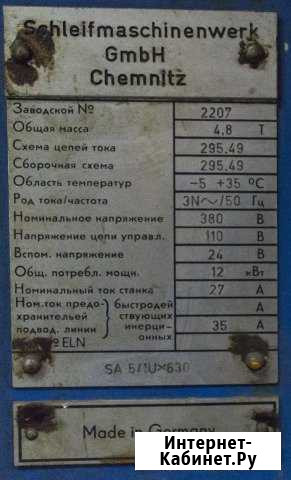 Schleifmaschinenwerk
GmbH
Chemnitz
Заводской № 2207
Общая масса 4,8 Т
Схема цепей тока 295.49
Сборочная схема 295.49
Область температур -5 +35 °C
Род тока/частота 3N~/50 Гц
Номинальное напряжение 380 В
Напряжение цепи управл. 110 В
Вспом. напряжение 24 В
Общ. потребл. мощн. 12 кВт
Номинальный ток станка 27 А
Ном.ток предо- быстродей А
хранительей ствующих
подвод. линии инерци- 35 А
№ ELN онных
SA 5/1U×630
Made in Germany
Интернет-
Кабинет.Ру